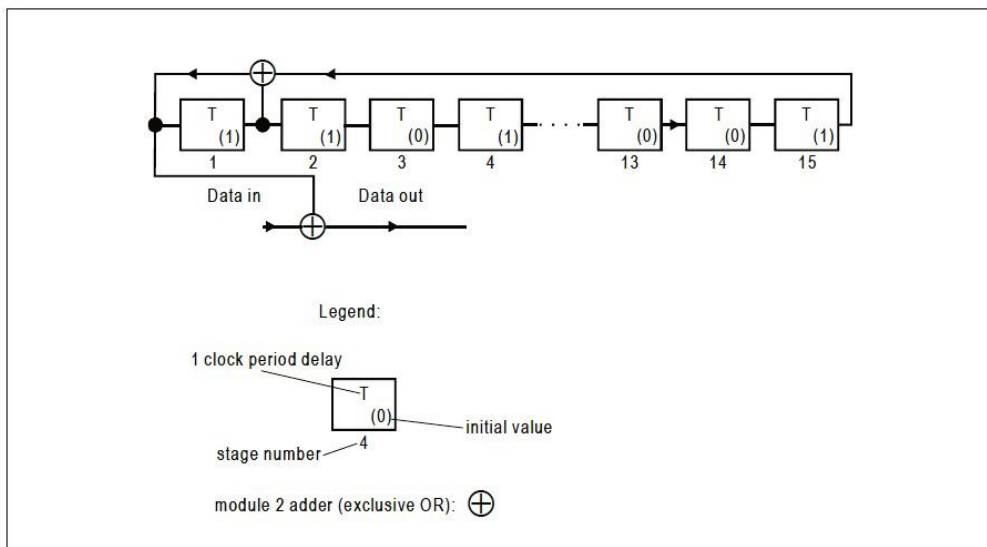 T T T T T T T
(1) (1) (0) (1) (0) (0) (1)
1 2 3 4 13 14 15
Data in Data out
Legend:
1 clock period delay
T
(0)
initial value
4
stage number
module 2 adder (exclusive OR):